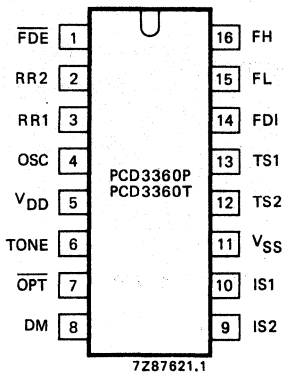 FDE 1 16 FH
RR2 2 15 FL
RR1 3 14 FDI
OSC 4 13 TS1
PCD3360P
PCD3360T
VDD 5 12 TS2
TONE 6 11 VSS
OPT 7 10 IS1
DM 8 9 IS2
7Z87621.1